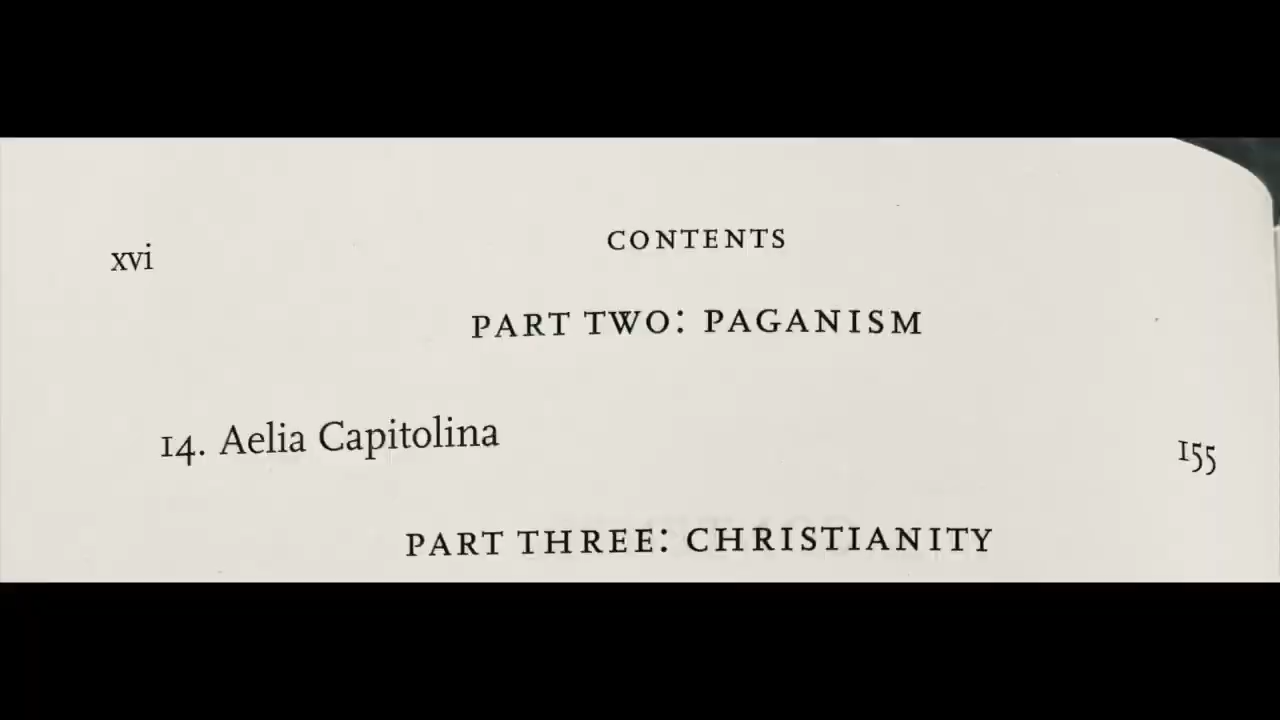 xvi
CONTENTS
PART TWO: PAGANISM
14. Aelia Capitolina 155
PART THREE: CHRISTIANITY